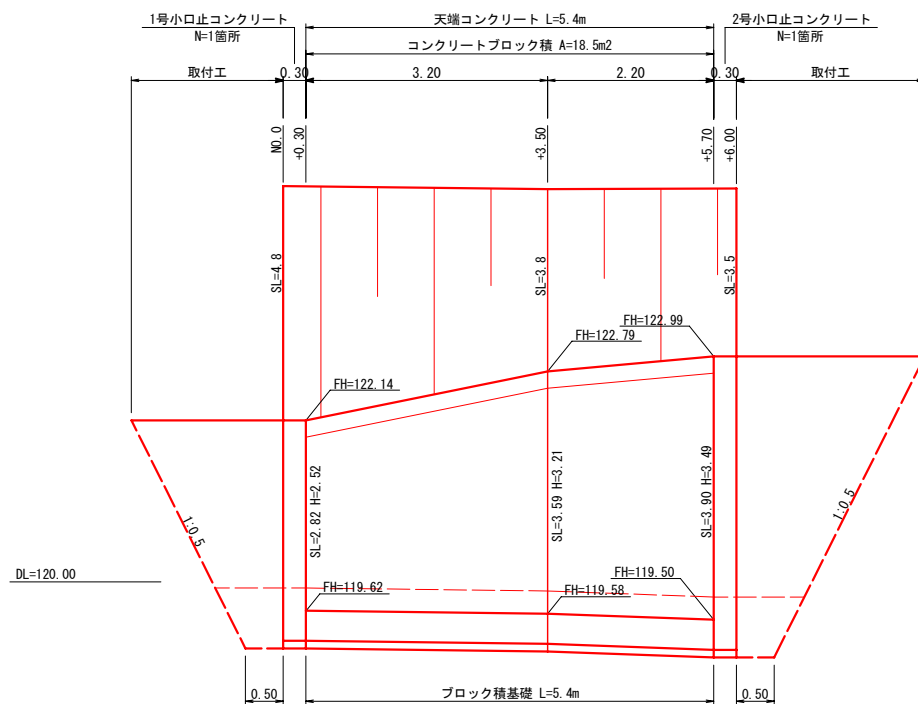 1号小口止コンクリート
N=1箇所
天端コンクリート L=5.4m
2号小口止コンクリート
N=1箇所
コンクリートブロック積 A=18.5m2
取付工
0.30
3.20
2.20
0.30
取付工
NO.0
+0.30
+3.50
+5.70
+6.00
SL=4.8
SL=3.8
SL=3.5
FH=122.99
FH=122.79
FH=122.14
SL=2.82 H=2.52
SL=3.59 H=3.21
SL=3.90 H=3.49
1:0.5
1:0.5
DL=120.00
FH=119.62
FH=119.58
FH=119.50
0.50
ブロック積基礎 L=5.4m
0.50